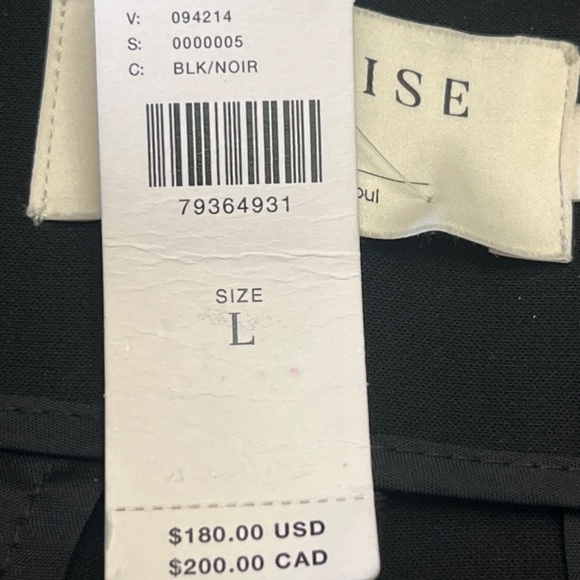 V: 094214
S: 0000005
C: BLK/NOIR
79364931
SIZE
L
$180.00 USD
$200.00 CAD
ISE
oul